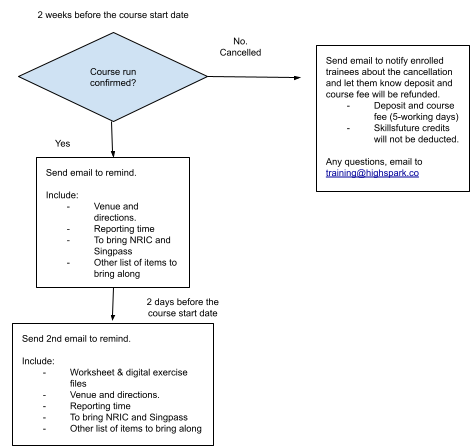 2 weeks before the course start date
No.
Cancelled
Course run
confirmed?
Send email to notify enrolled
trainees about the cancellation
and let them know deposit and
course fee will be refunded.
- Deposit and course
fee (5-working days)
- Skillsfuture credits
will not be deducted.
Any questions, email to
training@highspark.co
Yes
Send email to remind.
Include:
- Venue and
directions.
- Reporting time
- To bring NRIC and
Singpass
- Other list of items to
bring along
2 days before the
course start date
Send 2nd email to remind.
Include:
- Worksheet & digital exercise
files
- Venue and directions.
- Reporting time
- To bring NRIC and Singpass
- Other list of items to bring along